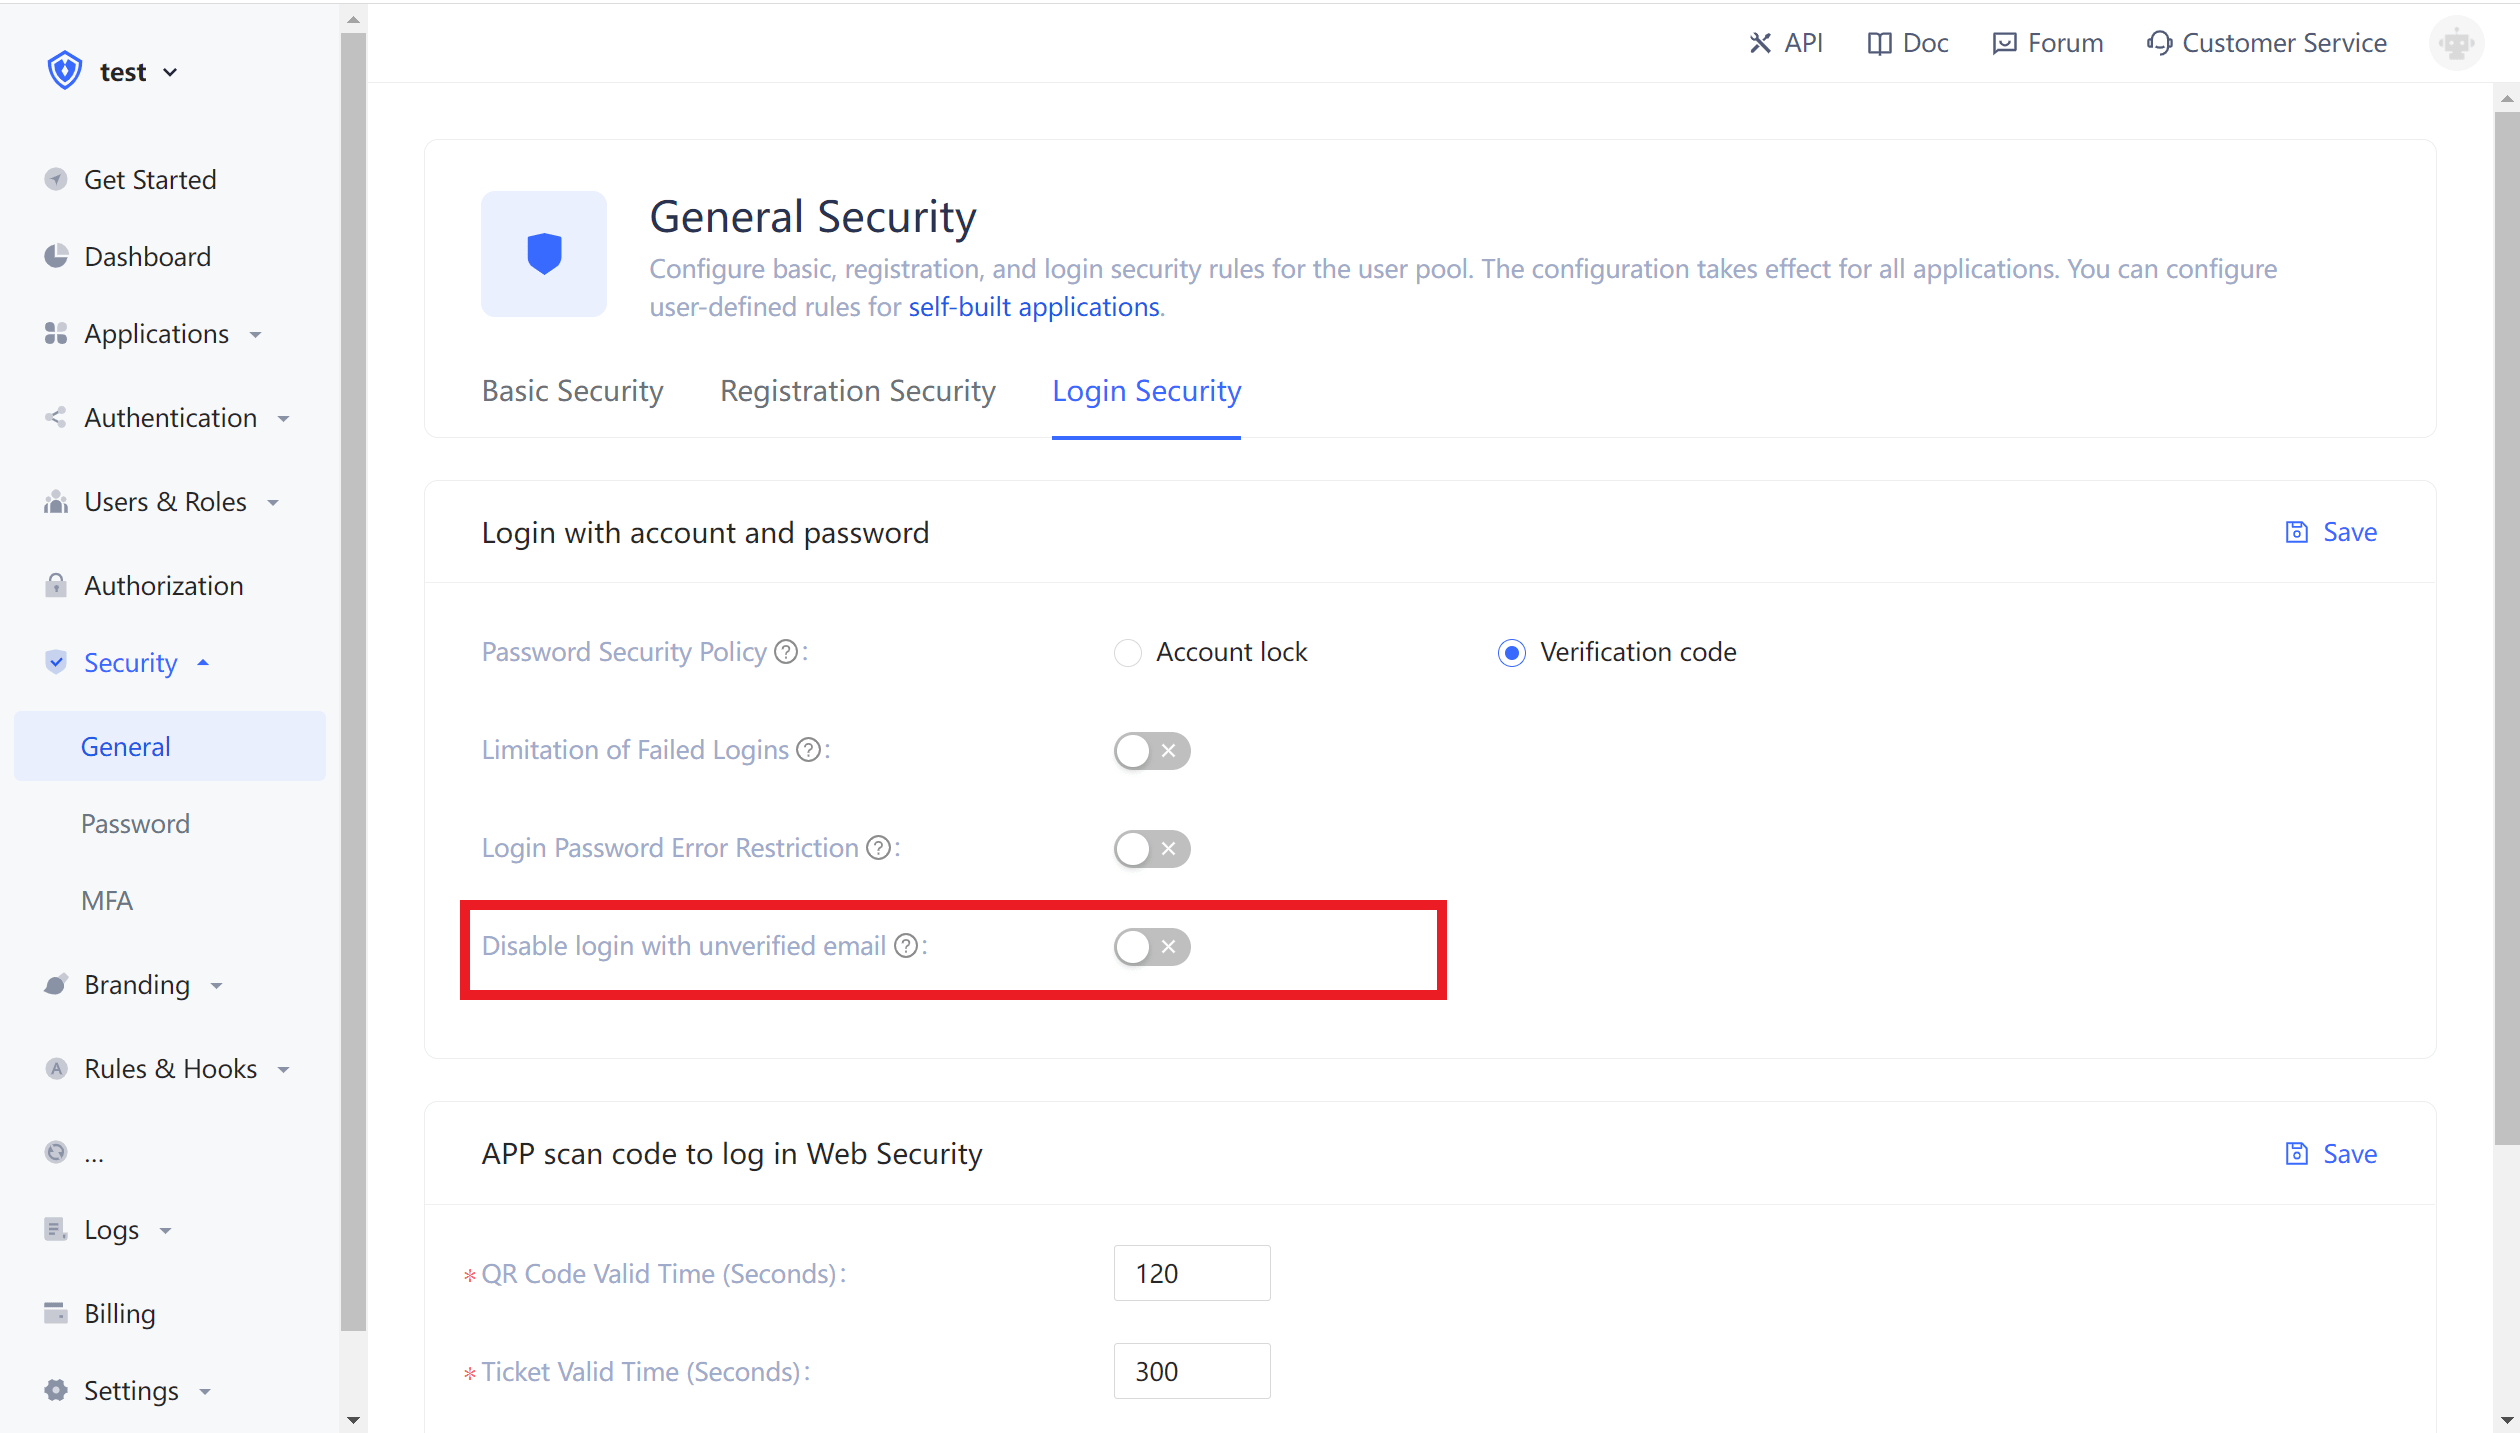 test
Get Started
Dashboard
Applications
Authentication
Users & Roles
Authorization
Security
General
Password
MFA
Branding
Rules & Hooks
...
Logs
Billing
Settings
API
Doc
Forum
Customer Service
General Security
Configure basic, registration, and login security rules for the user pool. The configuration takes effect for all applications. You can configure
user-defined rules for self-built applications.
Basic Security
Registration Security
Login Security
Login with account and password
Save
Password Security Policy ? :
Account lock
Verification code
Limitation of Failed Logins ? :
Login Password Error Restriction ? :
Disable login with unverified email ? :
APP scan code to log in Web Security
Save
* QR Code Valid Time (Seconds) :
120
* Ticket Valid Time (Seconds) :
300